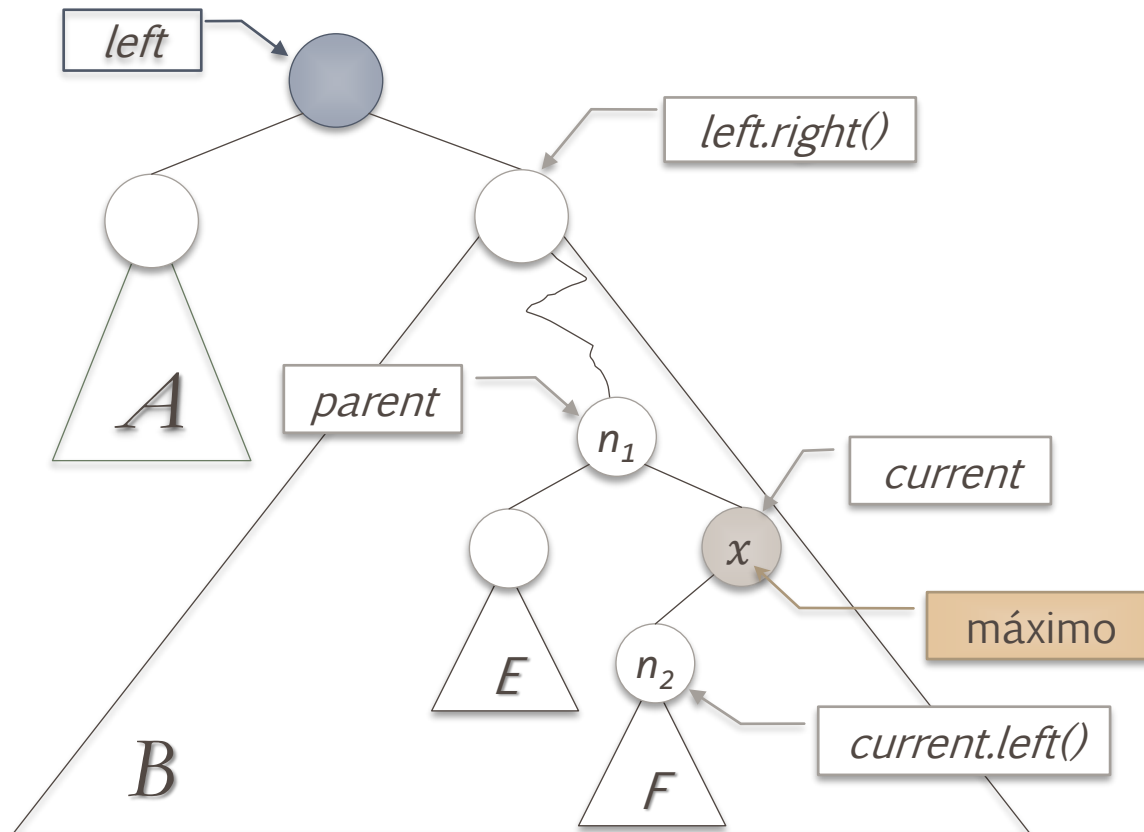 left
left.right()
A
parent
n₁
current
x
máximo
E
n₂
current.left()
B
F